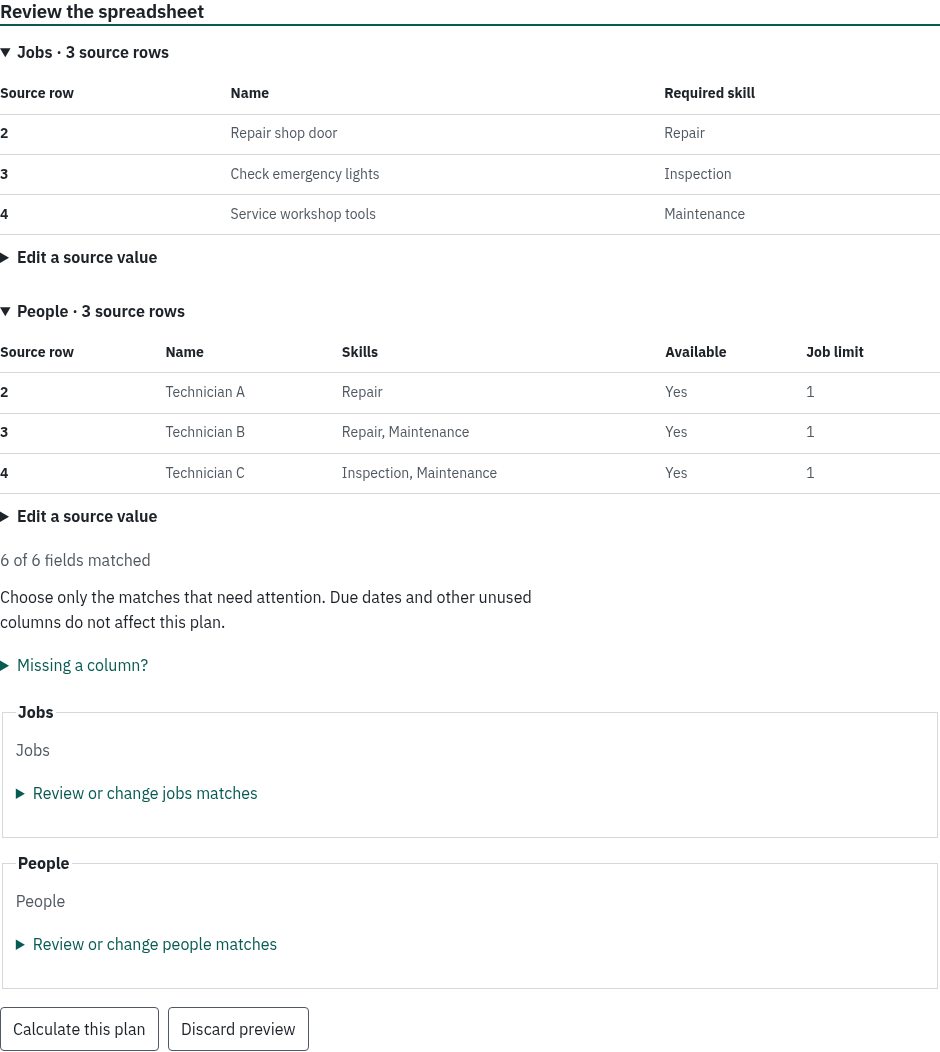 Review the spreadsheet
Jobs · 3 source rows
Source row Name Required skill
2 Repair shop door Repair
3 Check emergency lights Inspection
4 Service workshop tools Maintenance
Edit a source value
People · 3 source rows
Source row Name Skills Available Job limit
2 Technician A Repair Yes 1
3 Technician B Repair, Maintenance Yes 1
4 Technician C Inspection, Maintenance Yes 1
Edit a source value
6 of 6 fields matched
Choose only the matches that need attention. Due dates and other unused
columns do not affect this plan.
Missing a column?
Jobs
Jobs
Review or change jobs matches
People
People
Review or change people matches
Calculate this plan Discard preview